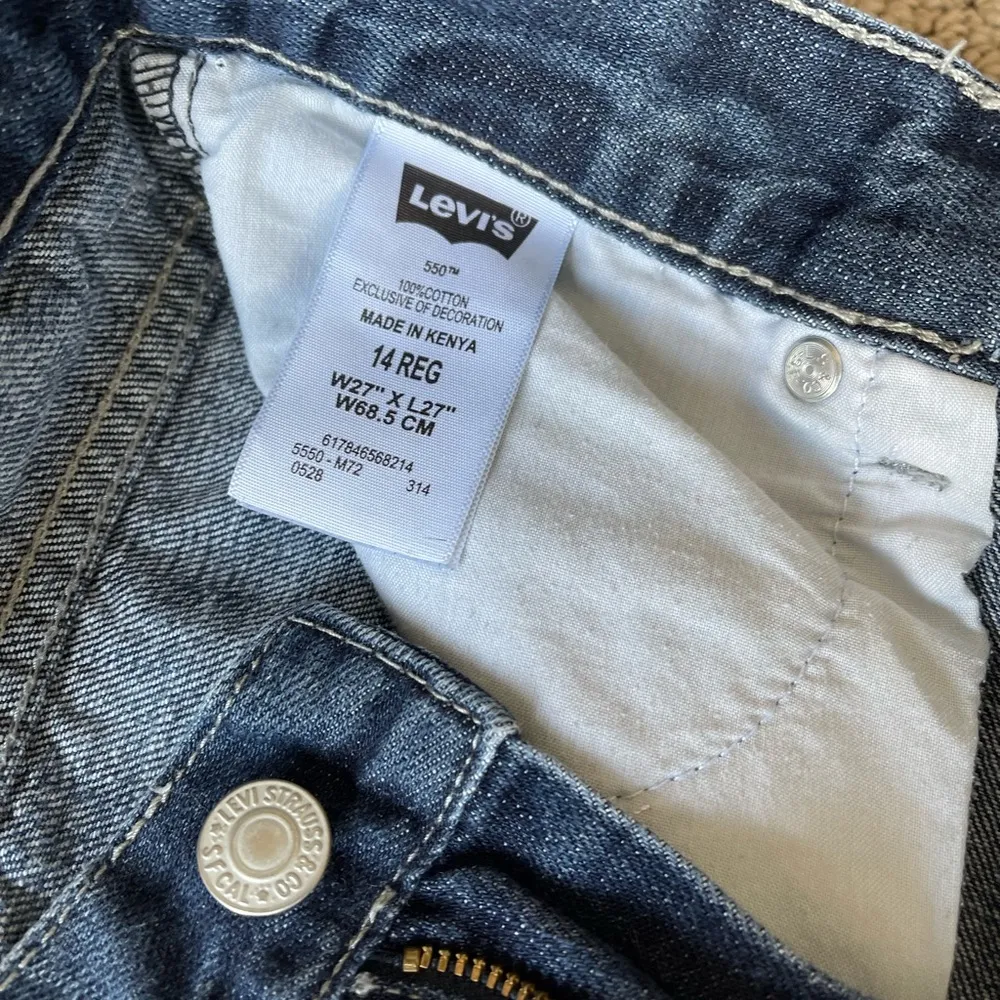 LEVI'S®
550™
100%COTTON
EXCLUSIVE OF DECORATION
MADE IN KENYA
14 REG
W27" X L27"
W68.5 CM
617846568214
5550 - M72
0528 314
LEVI STRAUSS & CO
S.F. CAL